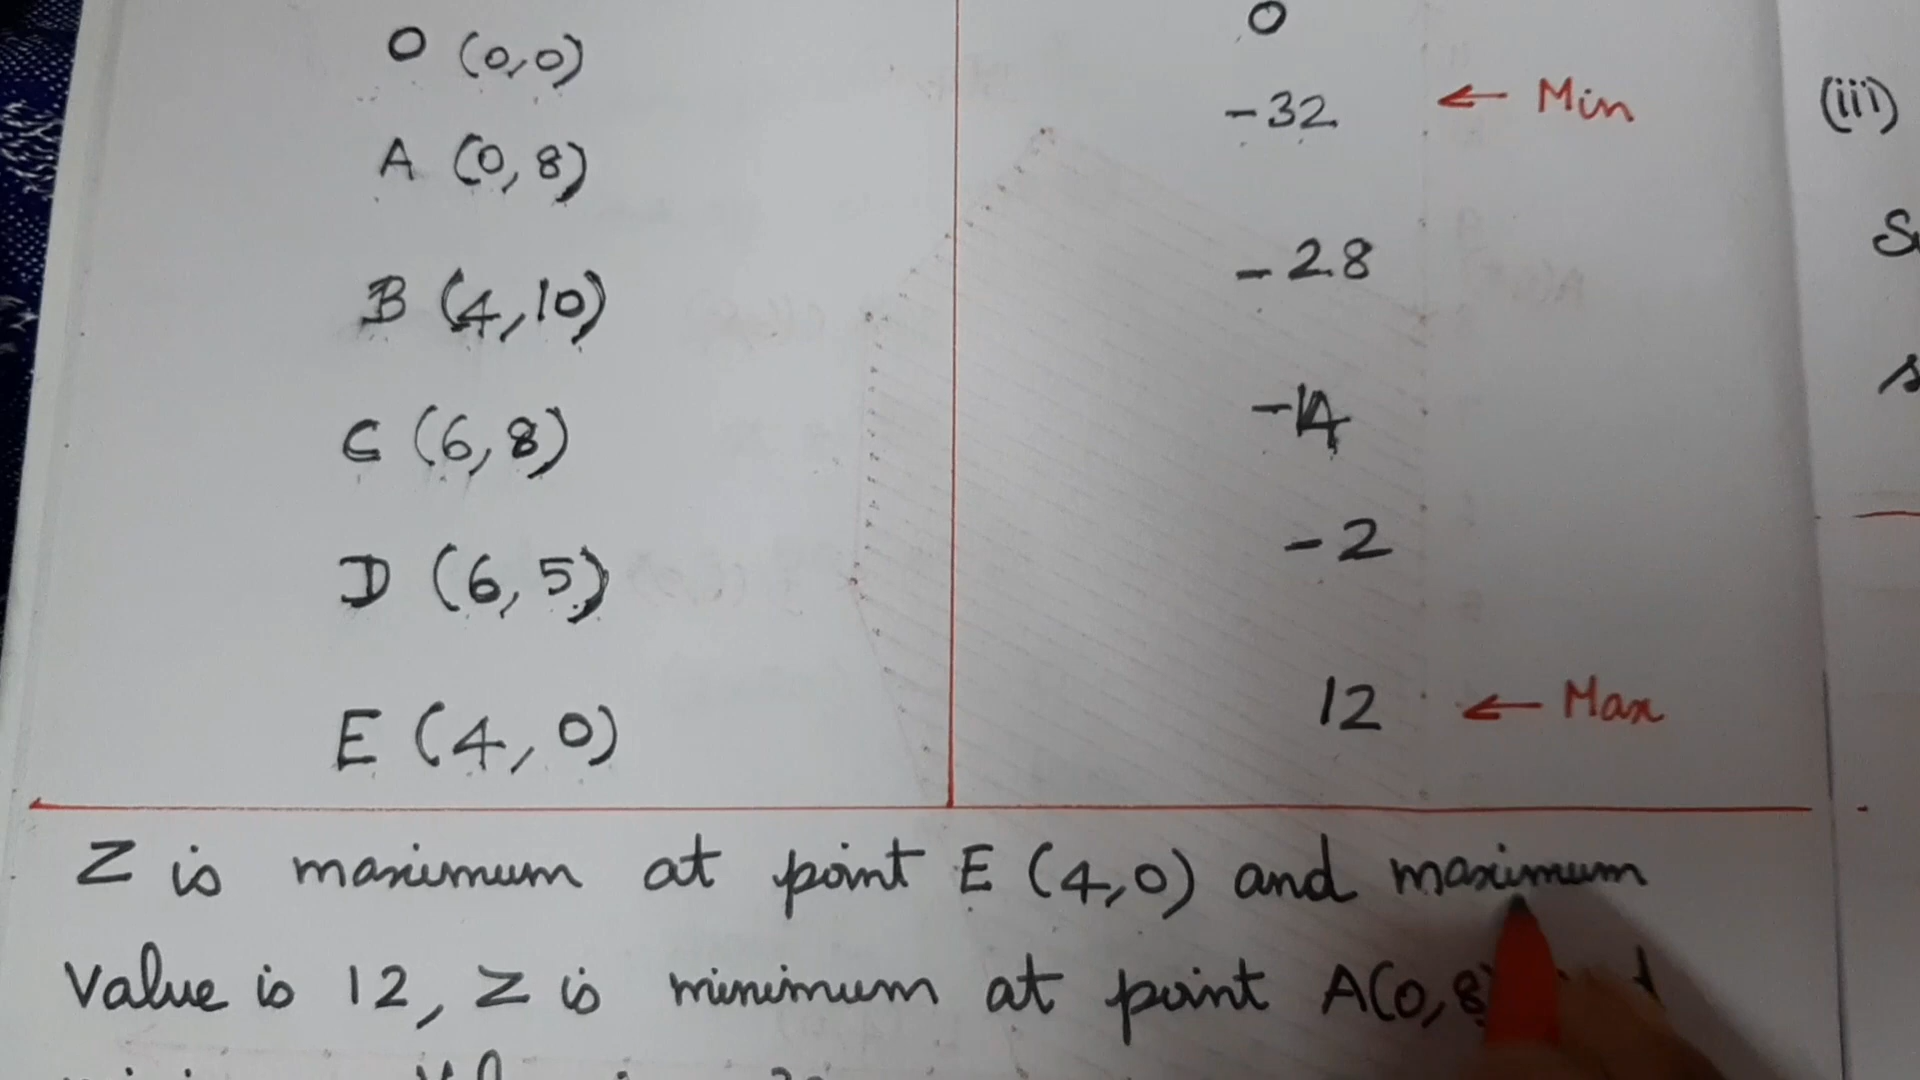 O (0,0) 0
A (0,8) -32 ← Min
B (4,10) -28
C (6,8) -14
D (6,5) -2
E (4,0) 12 ← Max
(iii)
Z is maximum at point E (4,0) and maximum
Value is 12, Z is minimum at point A(0,8)